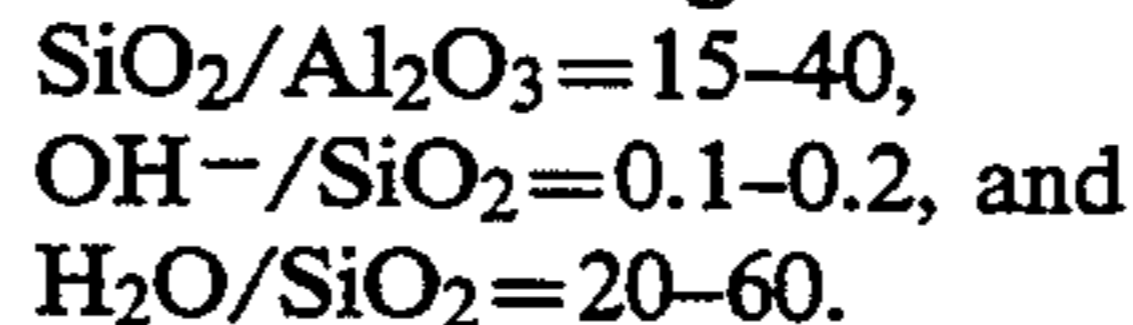 SiO₂/Al₂O₃=15–40,
OH⁻/SiO₂=0.1–0.2, and
H₂O/SiO₂=20–60.